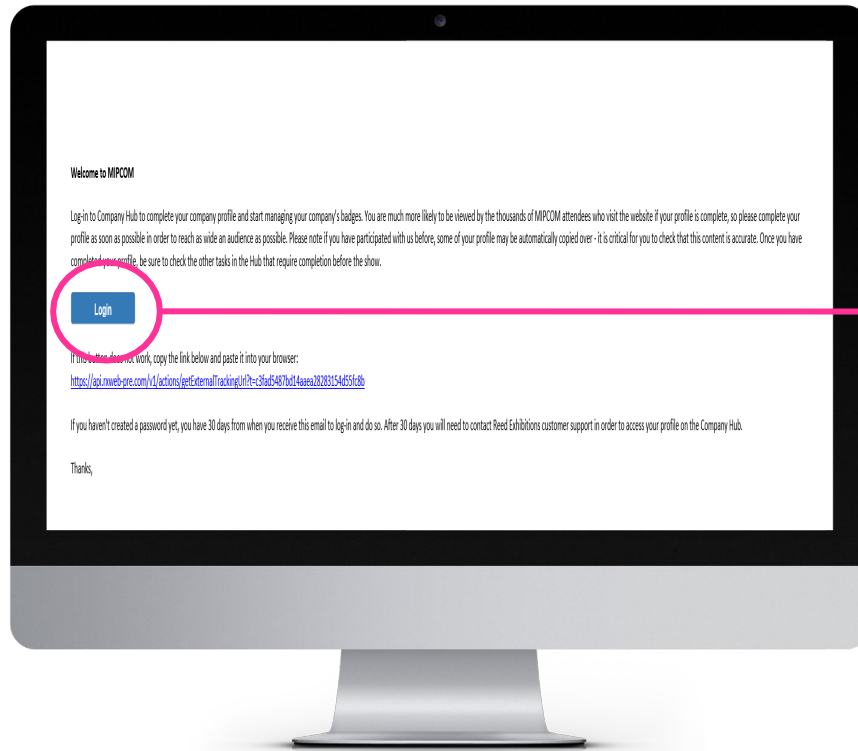 Welcome to MIPCOM
Log-in to Company Hub to complete your company profile and start managing your company's badges. You are much more likely to be viewed by the thousands of MIPCOM attendees who visit the website if your profile is complete, so please complete your
profile as soon as possible in order to reach as wide an audience as possible. Please note if you have participated with us before, some of your profile may be automatically copied over - it is critical for you to check that this content is accurate. Once you have
completed your profile, be sure to check the other tasks in the Hub that require completion before the show.
Login
If this button does not work, copy the link below and paste it into your browser:
https://api.rxweb-pre.com/v1/actions/getExternalTrackingUrl?t=c3fad5487bd14aaea28283154d55fc8b
If you haven't created a password yet, you have 30 days from when you receive this email to log-in and do so. After 30 days you will need to contact Reed Exhibitions customer support in order to access your profile on the Company Hub.
Thanks,